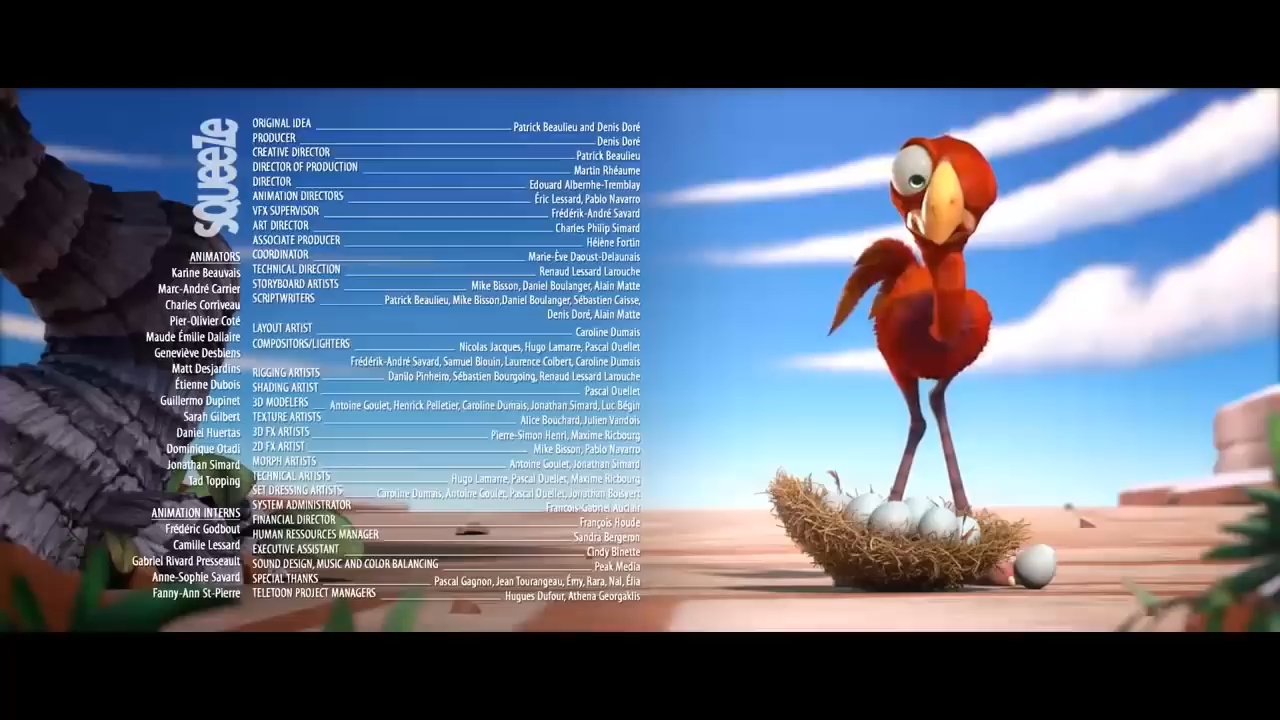 squeeze
ANIMATORS
Karine Beauvais
Marc-André Carrier
Charles Corriveau
Pier-Olivier Coté
Maude Émilie Dallaire
Geneviève Desbiens
Matt Desjardins
Étienne Dubois
Guillermo Dupinet
Sarah Gilbert
Daniel Huertas
Dominique Otadi
Jonathan Simard
Tad Topping
ANIMATION INTERNS
Frédéric Godbout
Camille Lessard
Gabriel Rivard Presseault
Anne-Sophie Savard
Fanny-Ann St-Pierre
ORIGINAL IDEA Patrick Beaulieu and Denis Doré
PRODUCER Denis Doré
CREATIVE DIRECTOR Patrick Beaulieu
DIRECTOR OF PRODUCTION Martin Rhéaume
DIRECTOR Edouard Albernhe-Tremblay
ANIMATION DIRECTORS Éric Lessard, Pablo Navarro
VFX SUPERVISOR Frédérik-André Savard
ART DIRECTOR Charles Philip Simard
ASSOCIATE PRODUCER Hélène Fortin
COORDINATOR Marie-Ève Daoust-Delaunais
TECHNICAL DIRECTION Renaud Lessard Larouche
STORYBOARD ARTISTS Mike Bisson, Daniel Boulanger, Alain Matte
SCRIPTWRITERS Patrick Beaulieu, Mike Bisson,Daniel Boulanger, Sébastien Caisse,
Denis Doré, Alain Matte
LAYOUT ARTIST Caroline Dumais
COMPOSITORS/LIGHTERS Nicolas Jacques, Hugo Lamarre, Pascal Ouellet
Frédérik-André Savard, Samuel Blouin, Laurence Colbert, Caroline Dumais
RIGGING ARTISTS Danilo Pinheiro, Sébastien Bourgoing, Renaud Lessard Larouche
SHADING ARTIST Pascal Ouellet
3D MODELERS Antoine Goulet, Henrick Pelletier, Caroline Dumais, Jonathan Simard, Luc Bégin
TEXTURE ARTISTS Alice Bouchard, Julien Vandois
3D FX ARTISTS Pierre-Simon Henri, Maxime Ricbourg
2D FX ARTIST Mike Bisson, Pablo Navarro
MORPH ARTISTS Antoine Goulet, Jonathan Simard
TECHNICAL ARTISTS Hugo Lamarre, Pascal Ouellet, Maxime Ricbourg
SET DRESSING ARTISTS Caroline Dumais, Antoine Goulet, Pascal Ouellet, Jonathan Boisvert
SYSTEM ADMINISTRATOR François-Gabriel Auclair
FINANCIAL DIRECTOR François Houde
HUMAN RESSOURCES MANAGER Sandra Bergeron
EXECUTIVE ASSISTANT Cindy Binette
SOUND DESIGN, MUSIC AND COLOR BALANCING Peak Media
SPECIAL THANKS Pascal Gagnon, Jean Tourangeau, Émy, Rara, Nal, Élia
TELETOON PROJECT MANAGERS Hugues Dufour, Athena Georgaklis